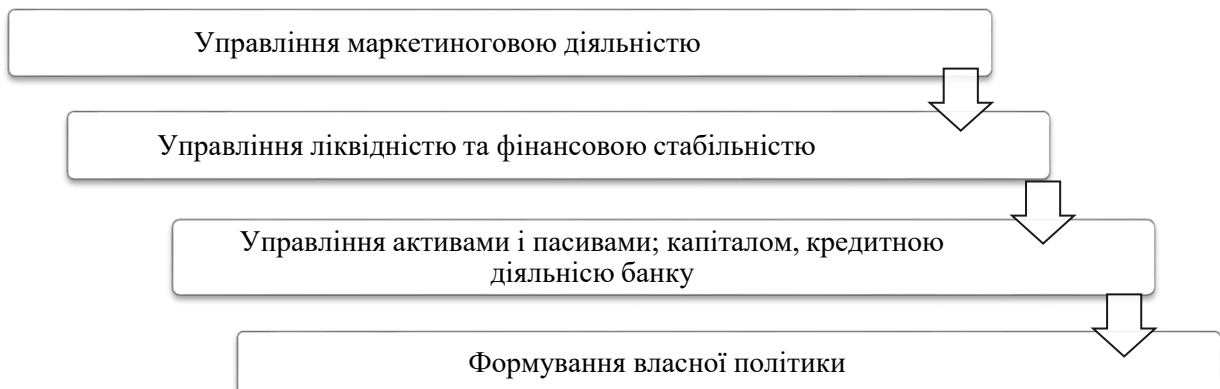 Управління маркетиноговою діяльністю
Управління ліквідністю та фінансовою стабільністю
Управління активами і пасивами; капіталом, кредитною
діяльнісю банку
Формування власної політики